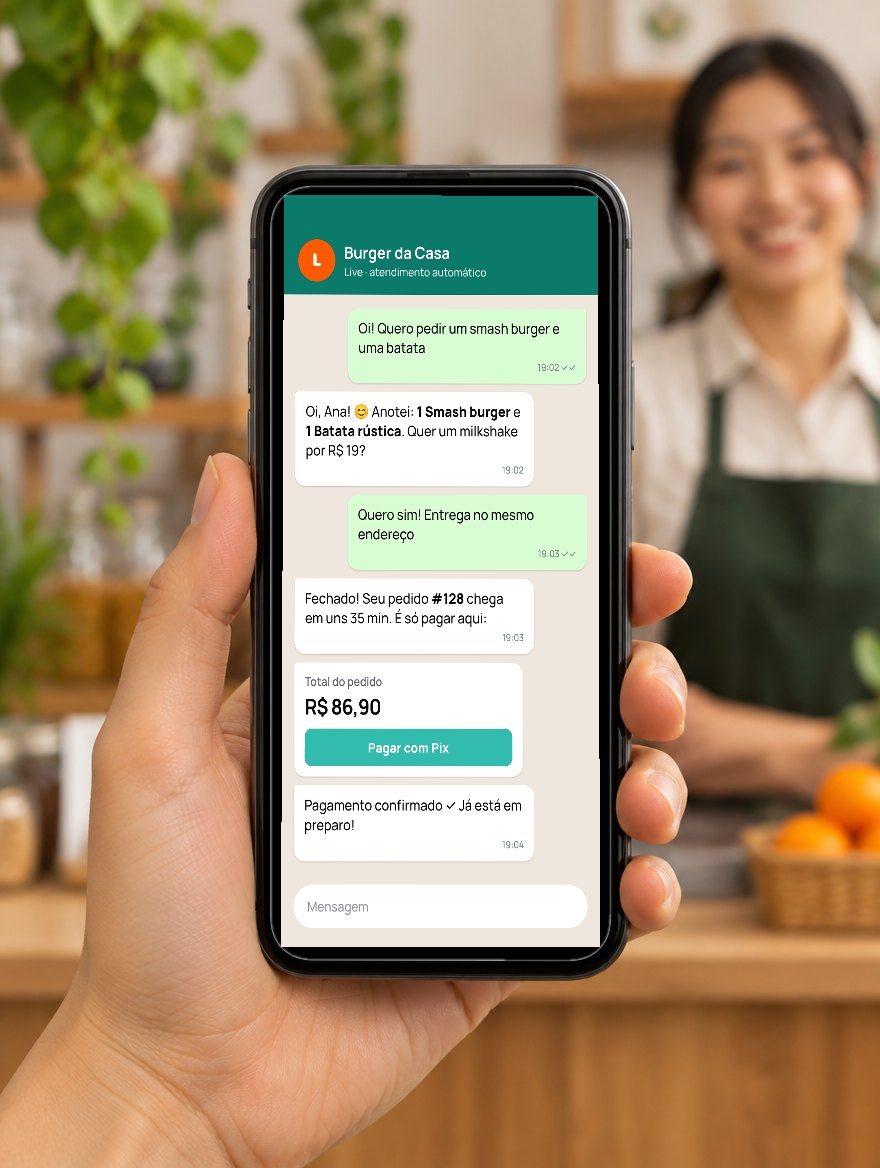 L
Burger da Casa
Live · atendimento automático
Oi! Quero pedir um smash burger e
uma batata
19:02 ✓✓
Oi, Ana! 😊 Anotei: 1 Smash burger e
1 Batata rústica. Quer um milkshake
por R$ 19?
19:02
Quero sim! Entrega no mesmo
endereço
19:03 ✓✓
Fechado! Seu pedido #128 chega
em uns 35 min. É só pagar aqui:
19:03
Total do pedido
R$ 86,90
Pagar com Pix
Pagamento confirmado ✓ Já está em
preparo!
19:04
Mensagem